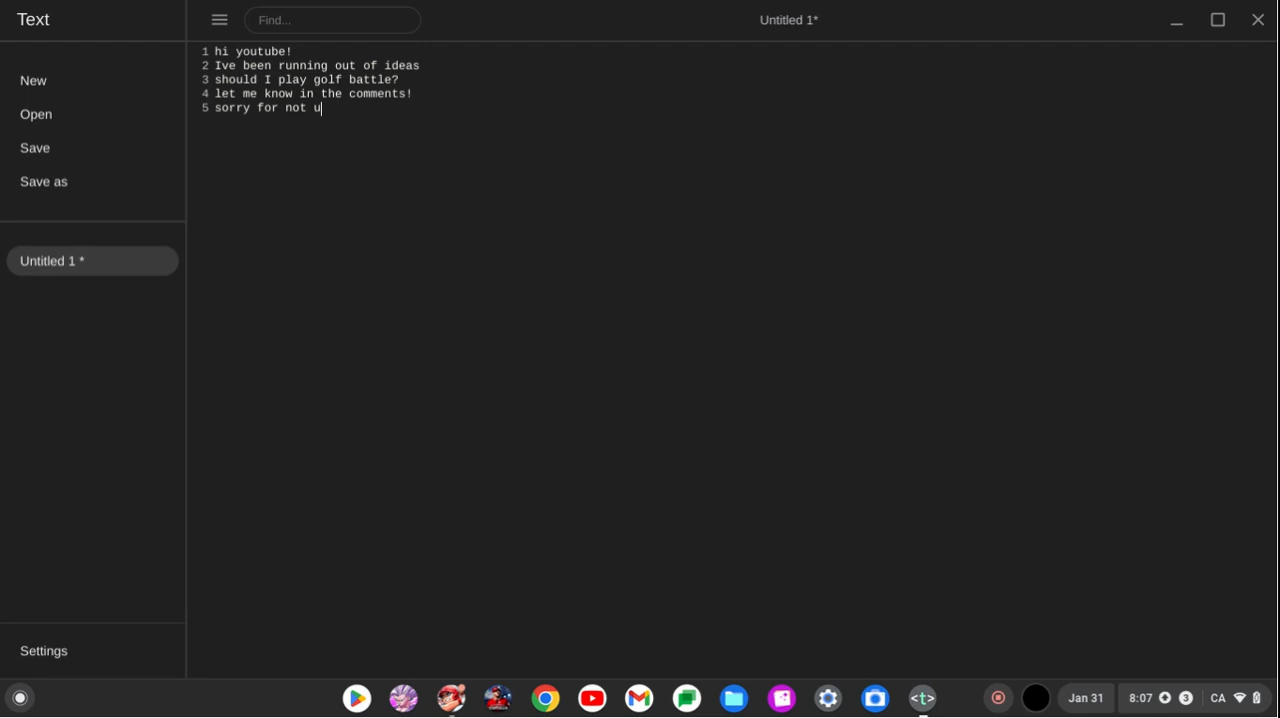 Text
Find...
Untitled 1*
1 hi youtube!
2 Ive been running out of ideas
3 should I play golf battle?
4 let me know in the comments!
5 sorry for not u
New
Open
Save
Save as
Untitled 1 *
Settings
<t>
Jan 31
8:07
3
CA